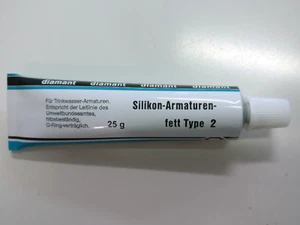 diamant diamant diamant diamant
Für Trinkwasser-Armaturen.
Entspricht der Leitlinie des
Umweltbundesamtes,
hitzebeständig,
O-Ring-verträglich.
25 g
Silikon-Armaturen-
fett Type 2